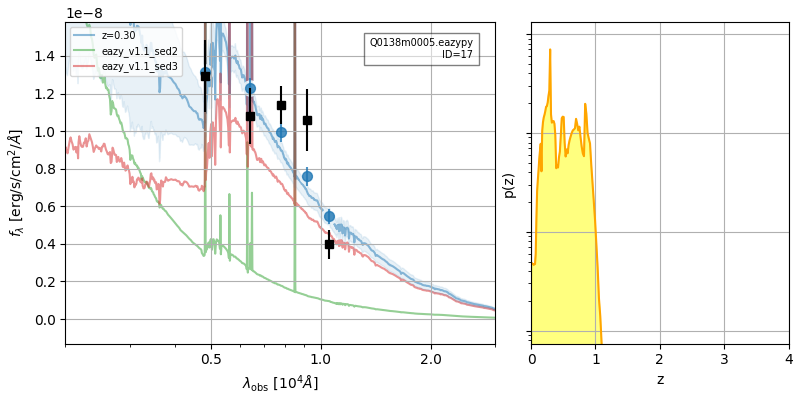 1e−8
z=0.30
eazy_v1.1_sed2
eazy_v1.1_sed3
Q0138m0005.eazypy
ID=17
1.4
1.2
1.0
0.8
0.6
0.4
0.2
0.0
fλ [erg/s/cm²/Å]
0.5
1.0
2.0
λobs [10⁴Å]
p(z)
0
1
2
3
4
z